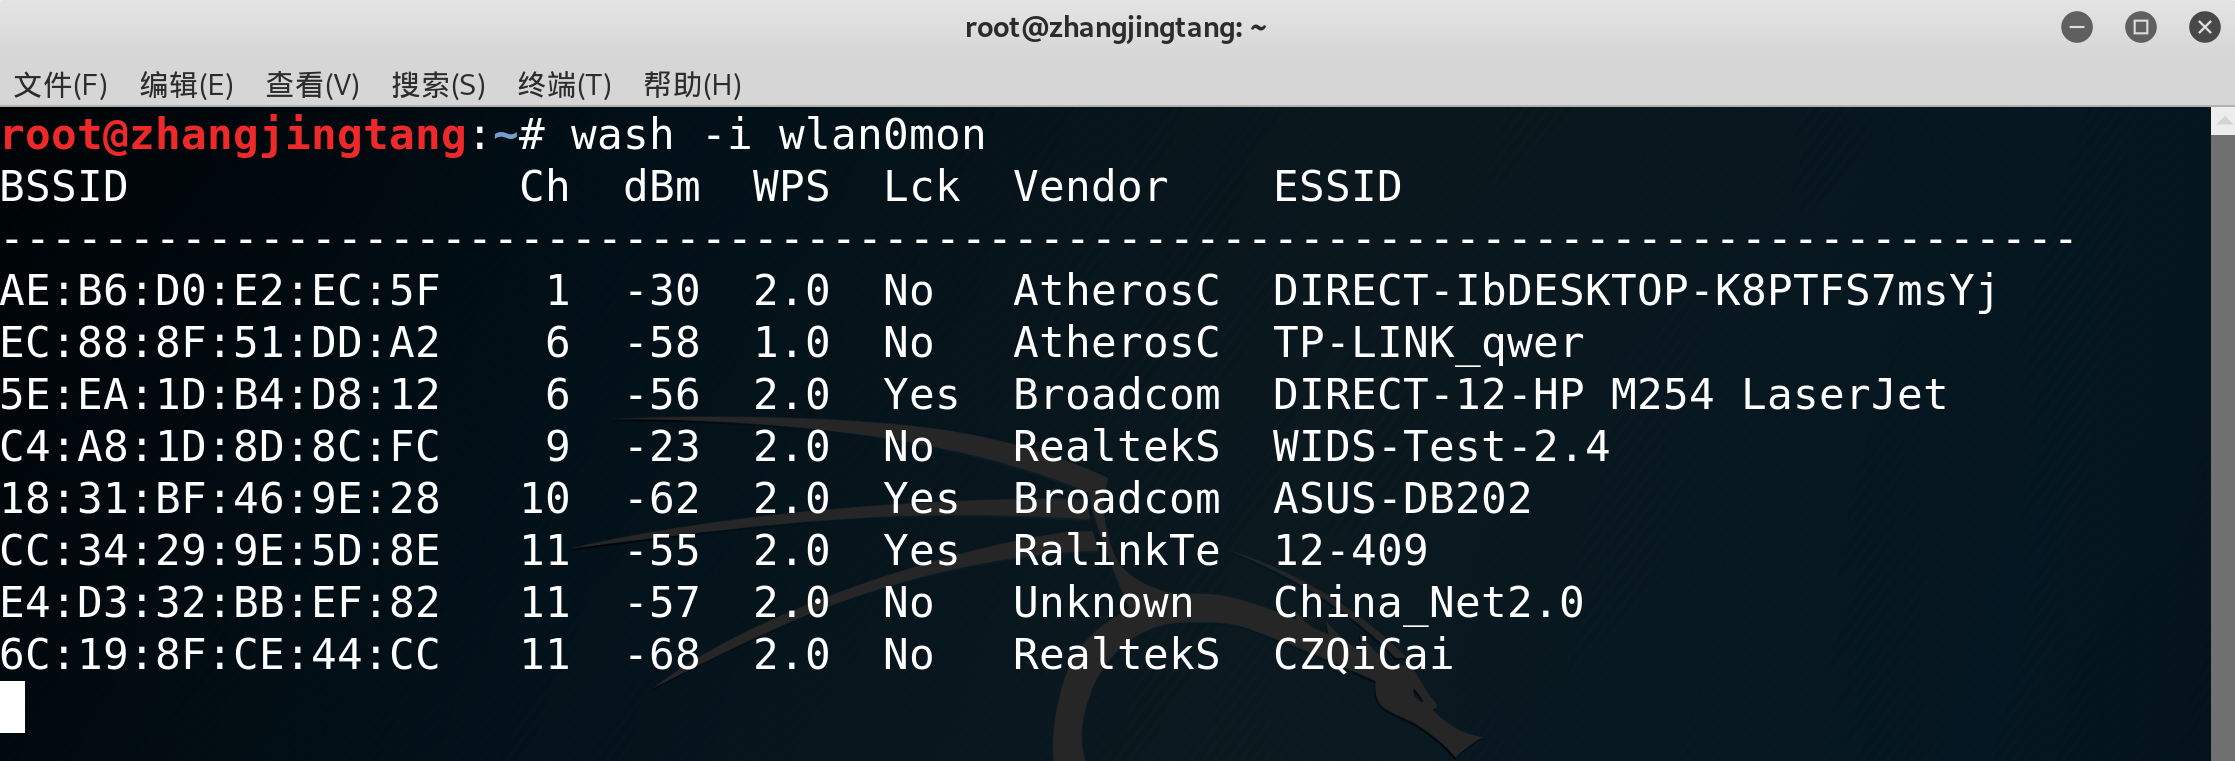 root@zhangjingtang: ~
文件(F) 编辑(E) 查看(V) 搜索(S) 终端(T) 帮助(H)
root@zhangjingtang:~# wash -i wlan0mon
BSSID Ch dBm WPS Lck Vendor ESSID
--------------------------------------------------------------------------------
AE:B6:D0:E2:EC:5F 1 -30 2.0 No AtherosC DIRECT-IbDESKTOP-K8PTFS7msYj
EC:88:8F:51:DD:A2 6 -58 1.0 No AtherosC TP-LINK_qwer
5E:EA:1D:B4:D8:12 6 -56 2.0 Yes Broadcom DIRECT-12-HP M254 LaserJet
C4:A8:1D:8D:8C:FC 9 -23 2.0 No RealtekS WIDS-Test-2.4
18:31:BF:46:9E:28 10 -62 2.0 Yes Broadcom ASUS-DB202
CC:34:29:9E:5D:8E 11 -55 2.0 Yes RalinkTe 12-409
E4:D3:32:BB:EF:82 11 -57 2.0 No Unknown China_Net2.0
6C:19:8F:CE:44:CC 11 -68 2.0 No RealtekS CZQiCai